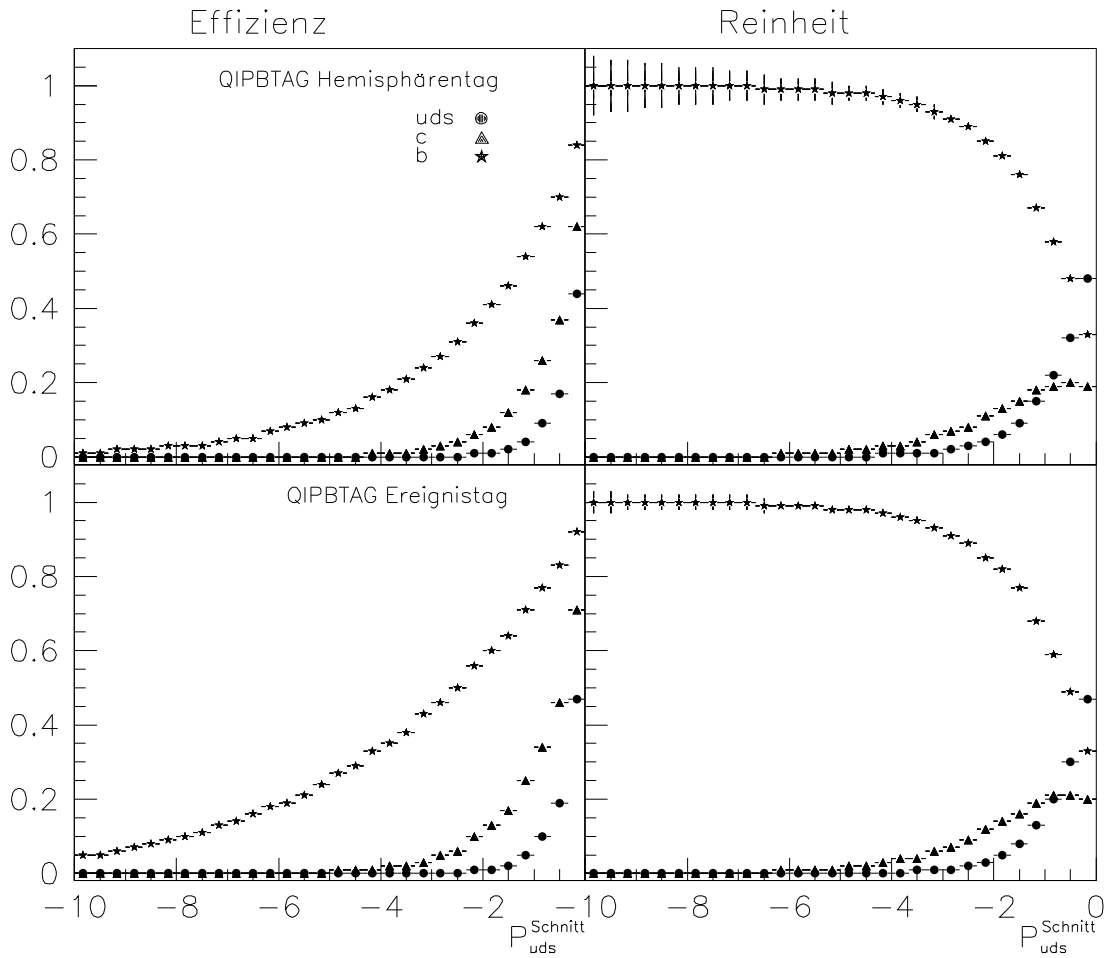 Effizienz
Reinheit
QIPBTAG Hemisphärentag
uds
c
b
1
0.8
0.6
0.4
0.2
0
QIPBTAG Ereignistag
1
0.8
0.6
0.4
0.2
0
−10 −8 −6 −4 −2
−10 −8 −6 −4 −2 0
P uds Schnitt
P uds Schnitt